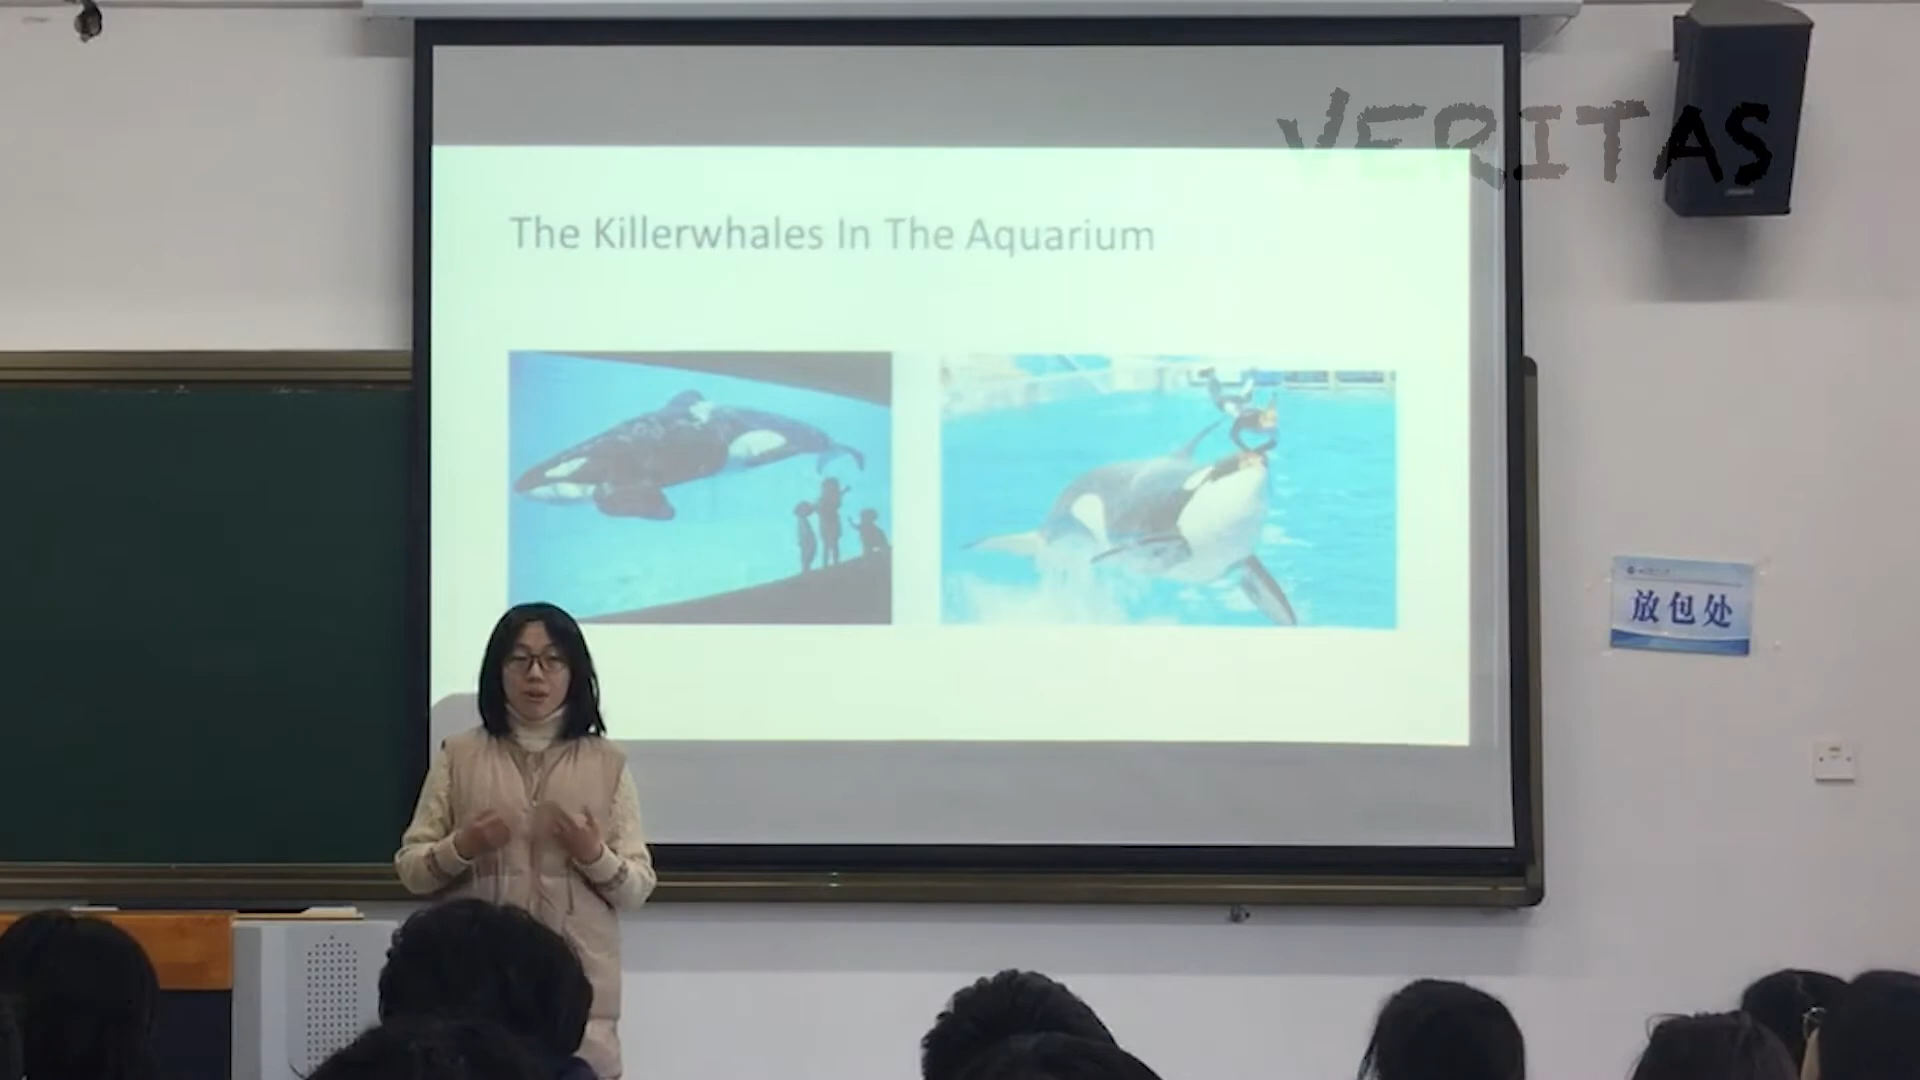 VERITAS
The Killerwhales In The Aquarium
放包处